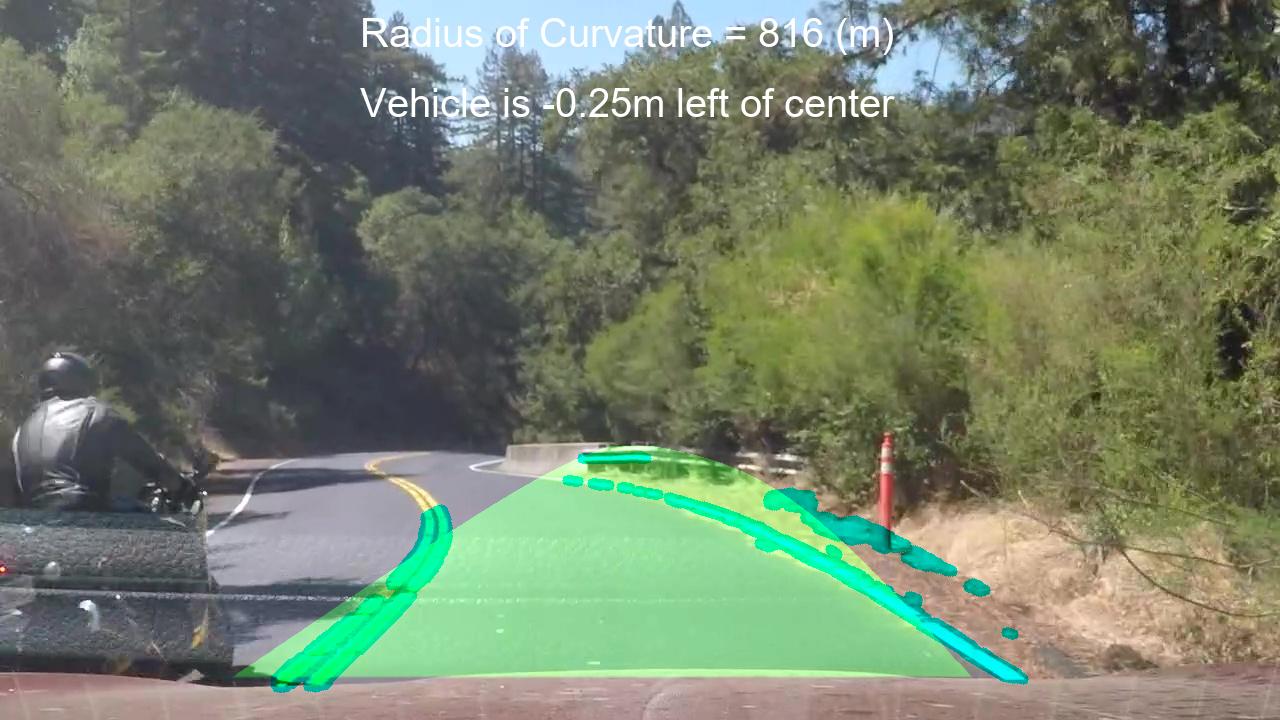 Radius of Curvature = 816 (m)
Vehicle is -0.25m left of center